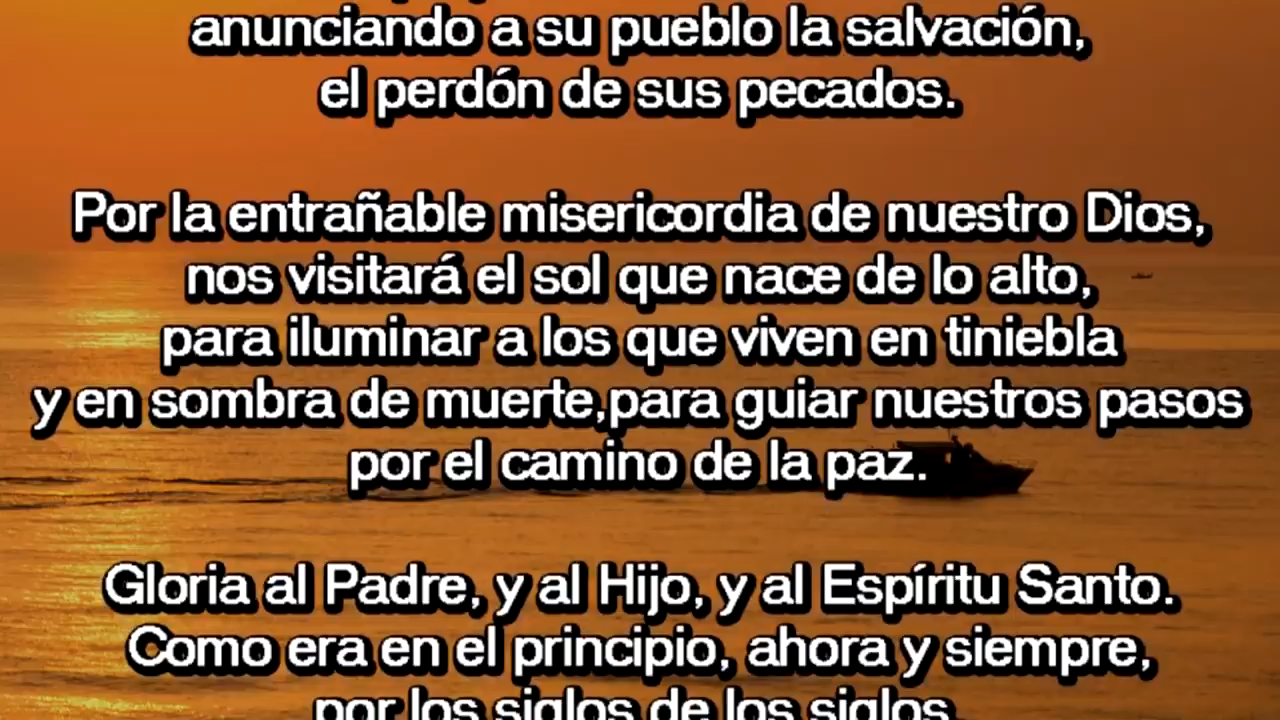 anunciando a su pueblo la salvación,
el perdón de sus pecados.
Por la entrañable misericordia de nuestro Dios,
nos visitará el sol que nace de lo alto,
para iluminar a los que viven en tiniebla
y en sombra de muerte,para guiar nuestros pasos
por el camino de la paz.
Gloria al Padre, y al Hijo, y al Espíritu Santo.
Como era en el principio, ahora y siempre,
por los siglos de los siglos.